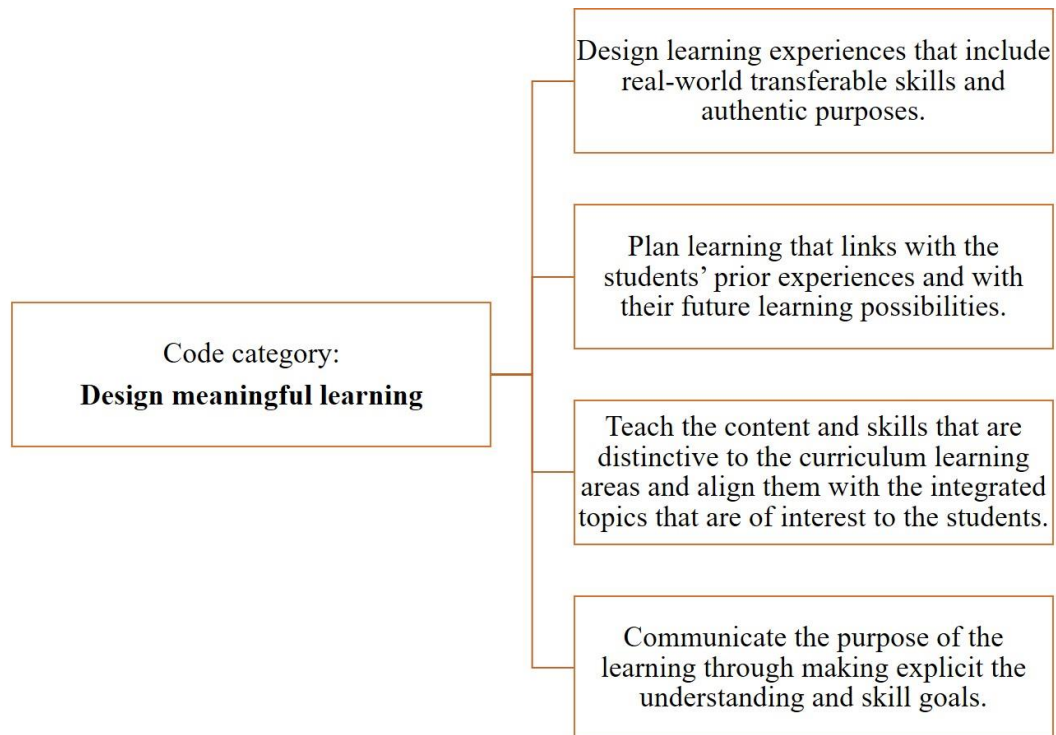 Design learning experiences that include
real-world transferable skills and
authentic purposes.
Plan learning that links with the
students’ prior experiences and with
their future learning possibilities.
Code category:
Design meaningful learning
Teach the content and skills that are
distinctive to the curriculum learning
areas and align them with the integrated
topics that are of interest to the students.
Communicate the purpose of the
learning through making explicit the
understanding and skill goals.